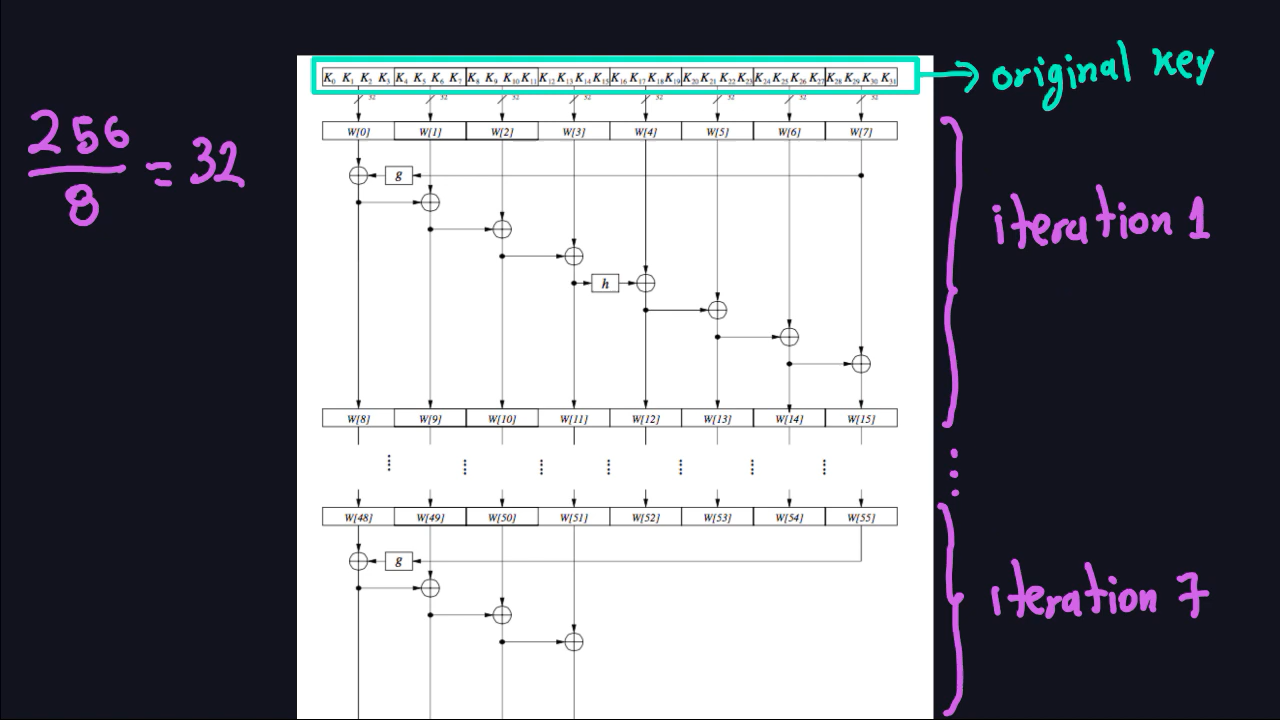 K0 K1 K2 K3 K4 K5 K6 K7 K8 K9 K10 K11 K12 K13 K14 K15 K16 K17 K18 K19 K20 K21 K22 K23 K24 K25 K26 K27 K28 K29 K30 K31
original key
32 32 32 32 32 32 32 32
W[0] W[1] W[2] W[3] W[4] W[5] W[6] W[7]
256
8
= 32
g
iteration 1
h
W[8] W[9] W[10] W[11] W[12] W[13] W[14] W[15]
W[48] W[49] W[50] W[51] W[52] W[53] W[54] W[55]
g
iteration 7